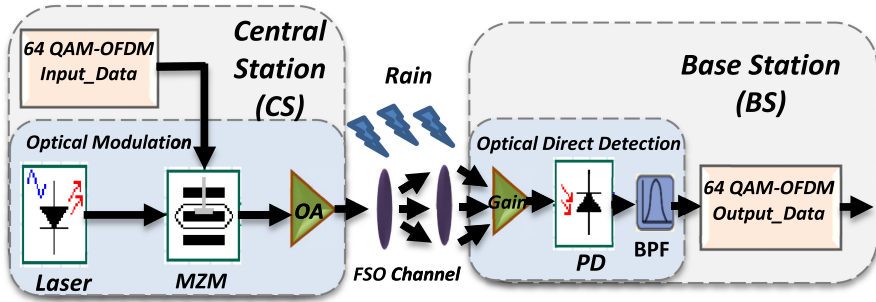 64 QAM-OFDM
Input_Data
Central
Station
(CS)
Optical Modulation
Laser
MZM
OA
Rain
FSO Channel
Base Station
(BS)
Optical Direct Detection
Gain
PD
BPF
64 QAM-OFDM
Output_Data